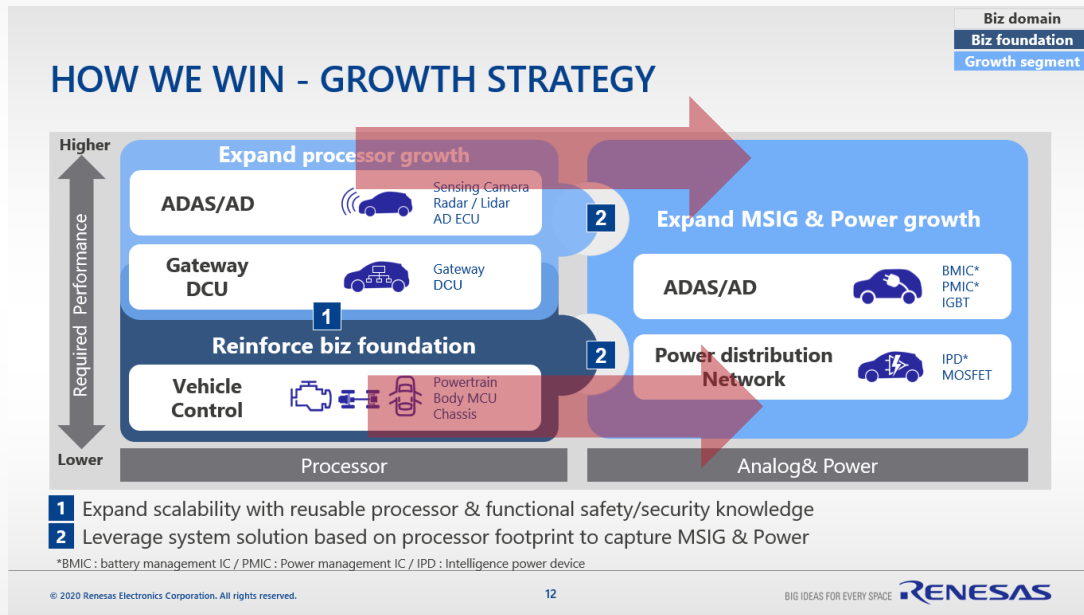 Biz domain
Biz foundation
Growth segment
HOW WE WIN - GROWTH STRATEGY
Higher
Required Performance
Lower
Expand processor growth
ADAS/AD
Sensing Camera
Radar / Lidar
AD ECU
Gateway
DCU
Gateway
DCU
1
Reinforce biz foundation
Vehicle
Control
Powertrain
Body MCU
Chassis
2
2
Expand MSIG & Power growth
ADAS/AD
BMIC*
PMIC*
IGBT
Power distribution
Network
IPD*
MOSFET
Processor
Analog& Power
1 Expand scalability with reusable processor & functional safety/security knowledge
2 Leverage system solution based on processor footprint to capture MSIG & Power
*BMIC : battery management IC / PMIC : Power management IC / IPD : Intelligence power device
© 2020 Renesas Electronics Corporation. All rights reserved.
12
BIG IDEAS FOR EVERY SPACE RENESAS